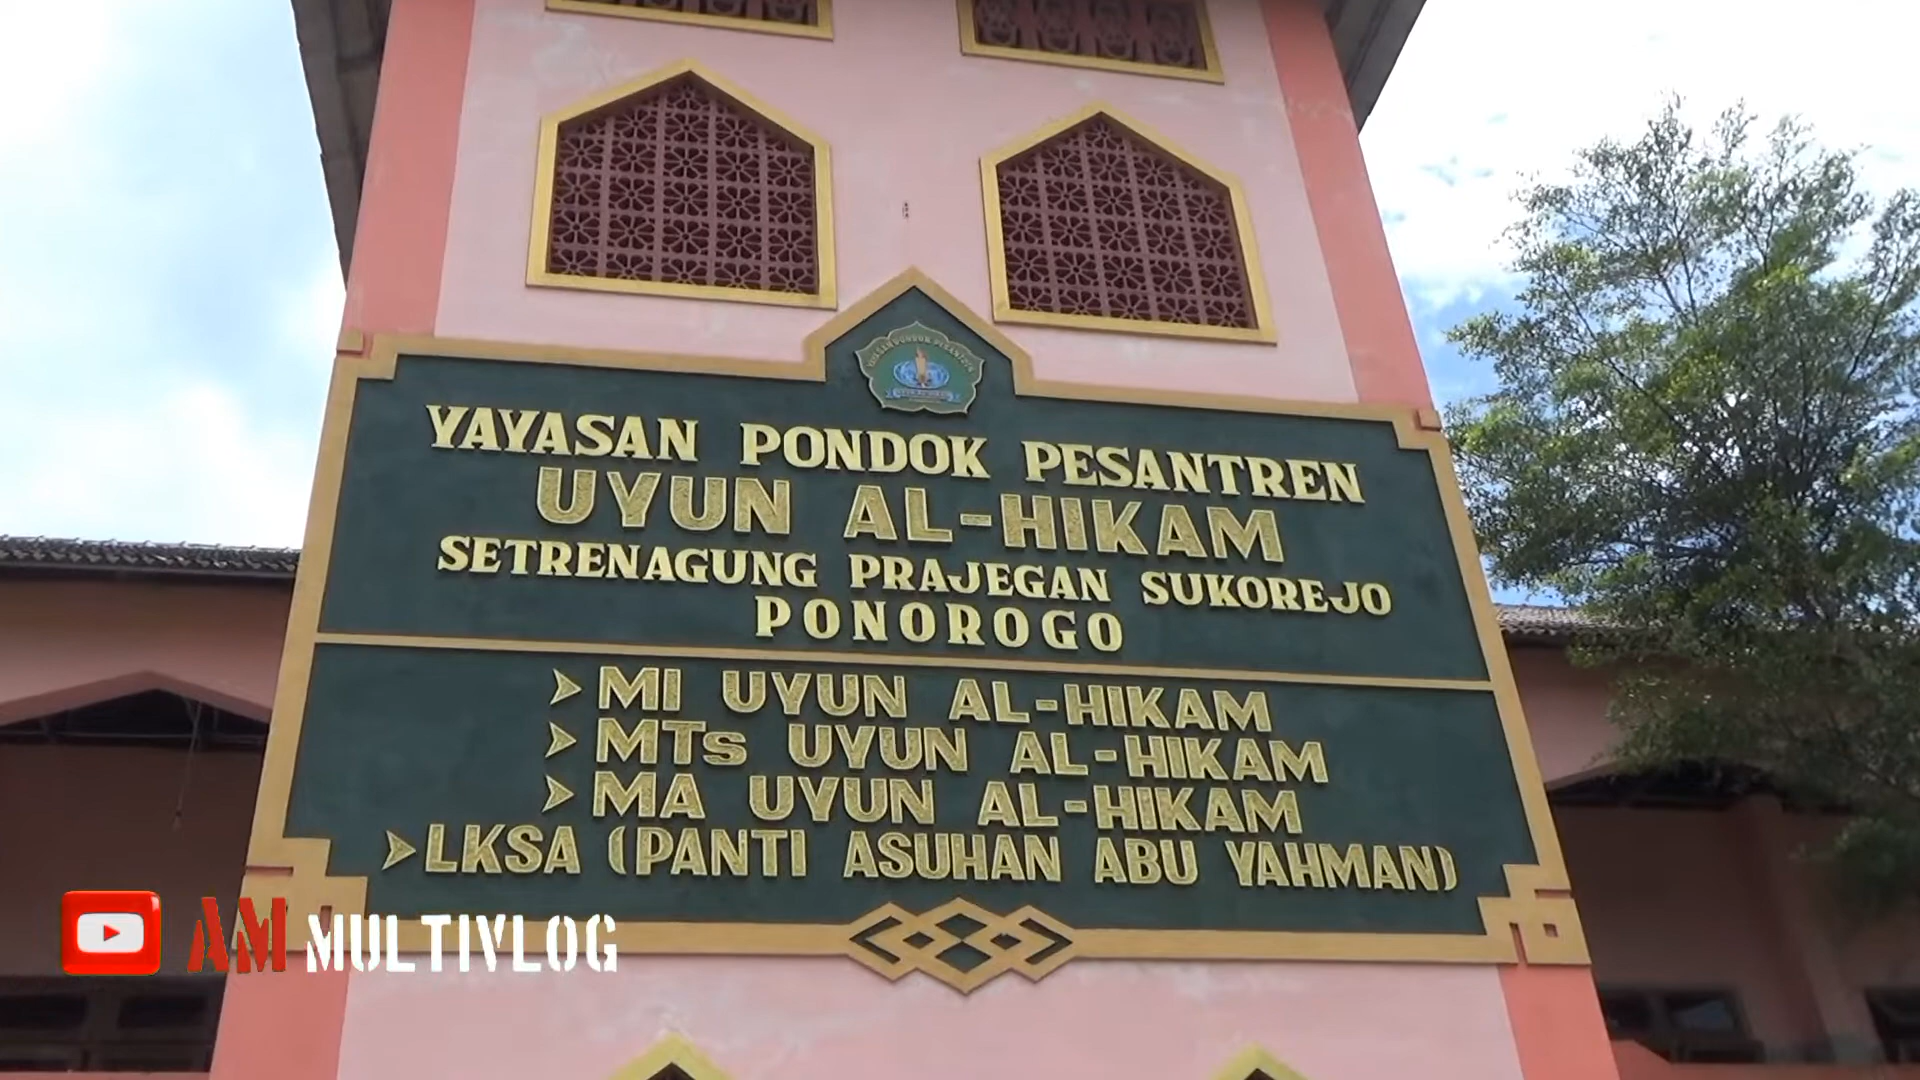 YAYASAN PONDOK PESANTREN
UYUN AL-HIKAM
SETRENAGUNG PRAJEGAN SUKOREJO
PONOROGO
MI UYUN AL-HIKAM
MTs UYUN AL-HIKAM
MA UYUN AL-HIKAM
LKSA (PANTI ASUHAN ABU YAHMAN)
AM MULTIVLOG